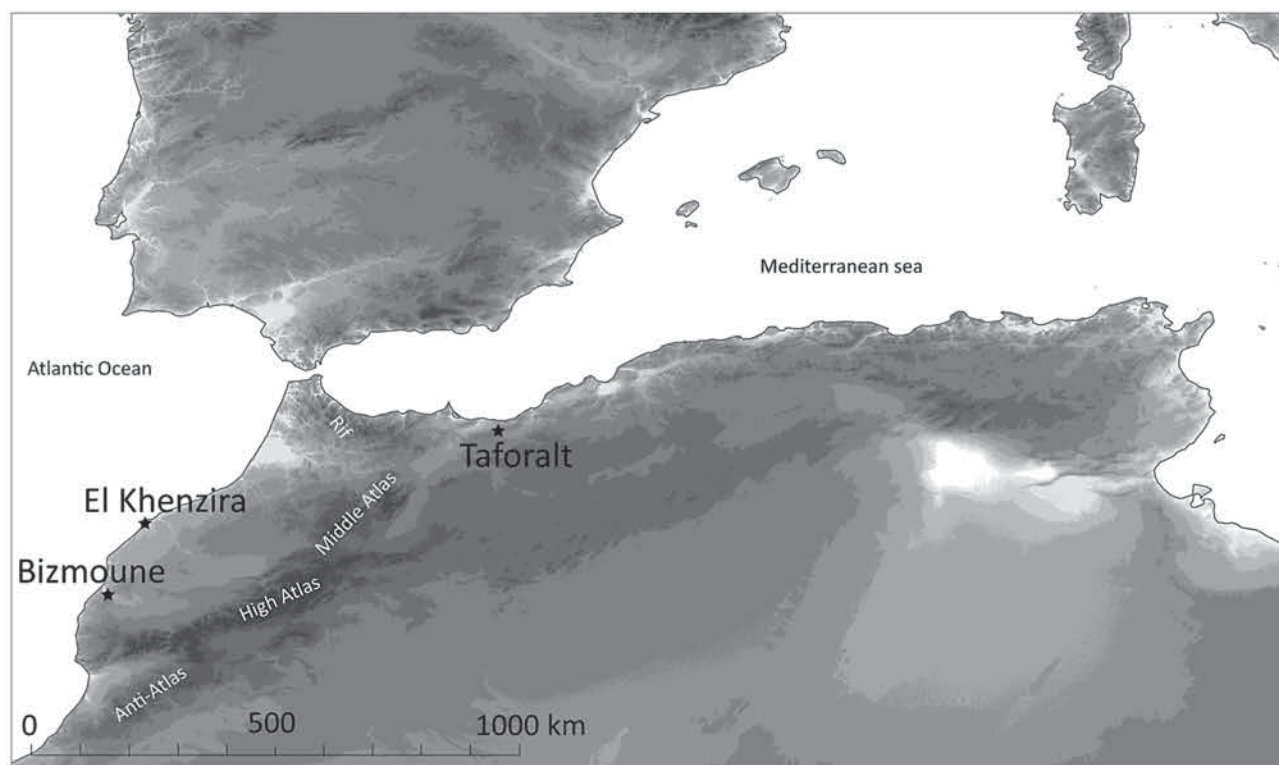 Mediterranean sea
Atlantic Ocean
Rif
Taforalt
El Khenzira
Middle Atlas
Bizmoune
High Atlas
Anti-Atlas
0 500 1000 km